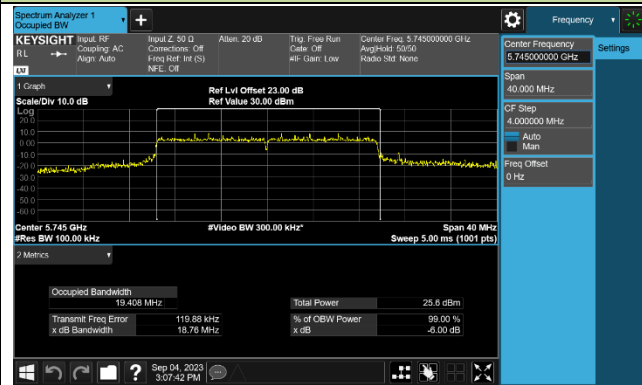 Spectrum Analyzer 1
Occupied BW
Frequency
KEYSIGHT
RL
LXI
Input: RF
Coupling: AC
Align: Auto
Input Z: 50 Ω
Corrections: Off
Freq Ref: Int (S)
NFE: Off
Atten: 20 dB
Trig: Free Run
Gate: Off
#IF Gain: Low
Center Freq: 5.745000000 GHz
Avg|Hold: 50/50
Radio Std: None
Center Frequency
5.745000000 GHz
Settings
Span
40.000 MHz
CF Step
4.000000 MHz
Auto
Man
Freq Offset
0 Hz
1 Graph
Ref Lvl Offset 23.00 dB
Scale/Div 10.0 dB
Ref Value 30.00 dBm
Log
20.0
10.0
0.00
-10.0
-20.0
-30.0
-40.0
-50.0
-60.0
Center 5.745 GHz
#Video BW 300.00 kHz*
Span 40 MHz
#Res BW 100.00 kHz
Sweep 5.00 ms (1001 pts)
2 Metrics
Occupied Bandwidth
19.408 MHz
Total Power
25.6 dBm
Transmit Freq Error
119.88 kHz
% of OBW Power
99.00 %
x dB Bandwidth
18.76 MHz
x dB
-6.00 dB
Sep 04, 2023
3:07:42 PM